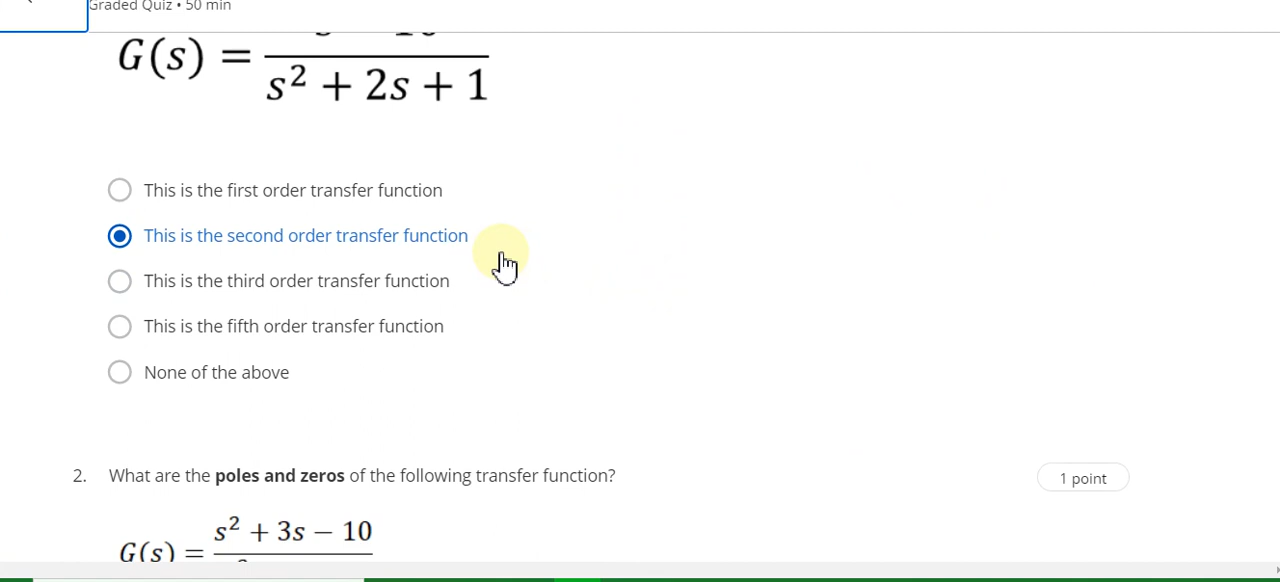 Graded Quiz • 50 min
G(s) =
s² + 2s + 1
This is the first order transfer function
This is the second order transfer function
This is the third order transfer function
This is the fifth order transfer function
None of the above
2. What are the poles and zeros of the following transfer function?
1 point
s² + 3s − 10
G(s) =